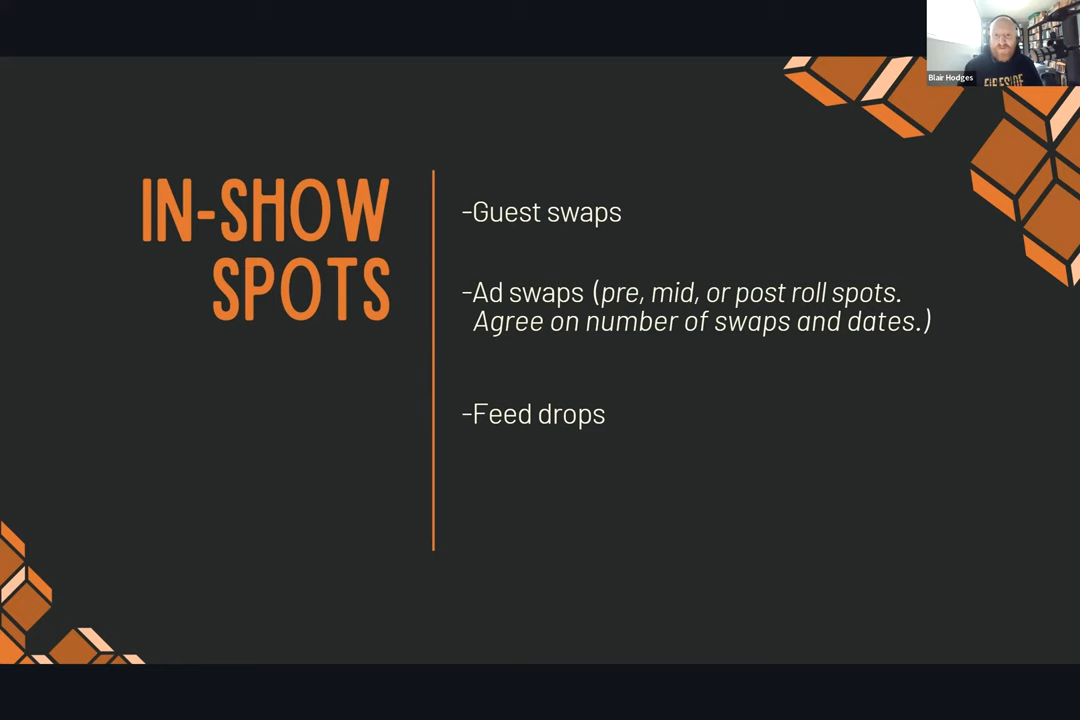 IN-SHOW
SPOTS
-Guest swaps
-Ad swaps (pre, mid, or post roll spots.
Agree on number of swaps and dates.)
-Feed drops
Blair Hodges
FIRESIDE